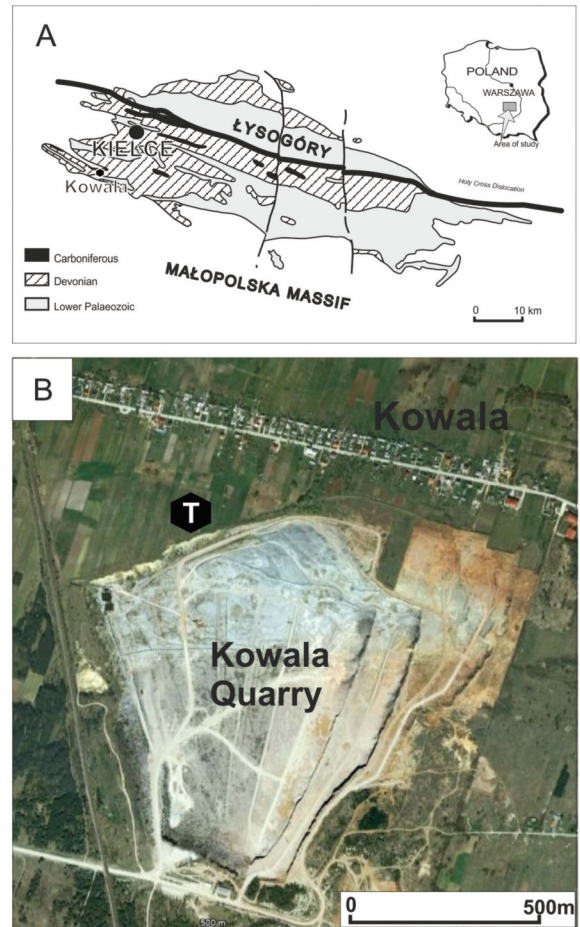 A
POLAND
WARSZAWA
Area of study
ŁYSOGÓRY
KIELCE
Kowala
Holy Cross Dislocation
MAŁOPOLSKA MASSIF
Carboniferous
Devonian
Lower Palaeozoic
0 10 km
B
Kowala
T
Kowala
Quarry
500 m
0 500m